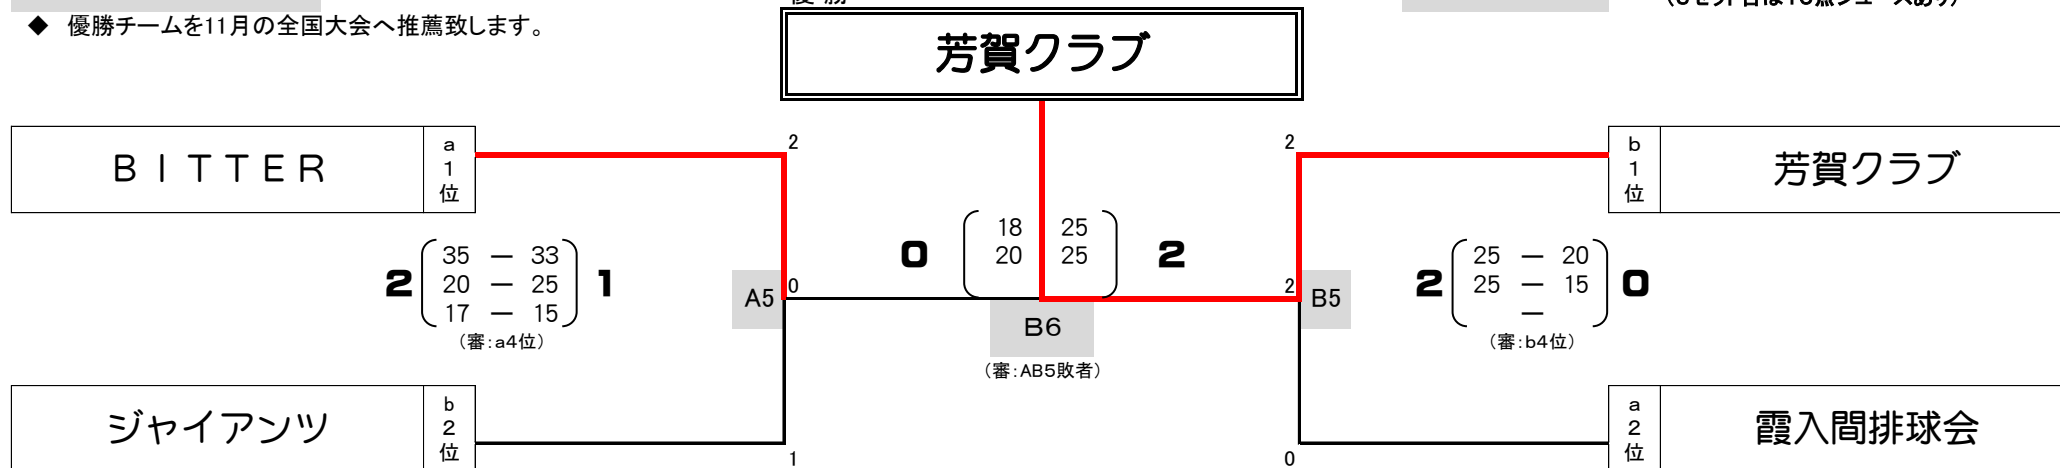 優勝
◆ 優勝チームを11月の全国大会へ推薦致します。
芳賀クラブ
BITTER
a
1
位
2
2
b
1
位
芳賀クラブ
2
35 — 33
20 — 25
17 — 15
1
(審:a4位)
0
18 25
20 25
2
2
25 — 20
25 — 15
—
0
(審:b4位)
A5
0
2
B5
B6
(審:AB5敗者)
ジャイアンツ
b
2
位
1
0
a
2
位
霞入間排球会